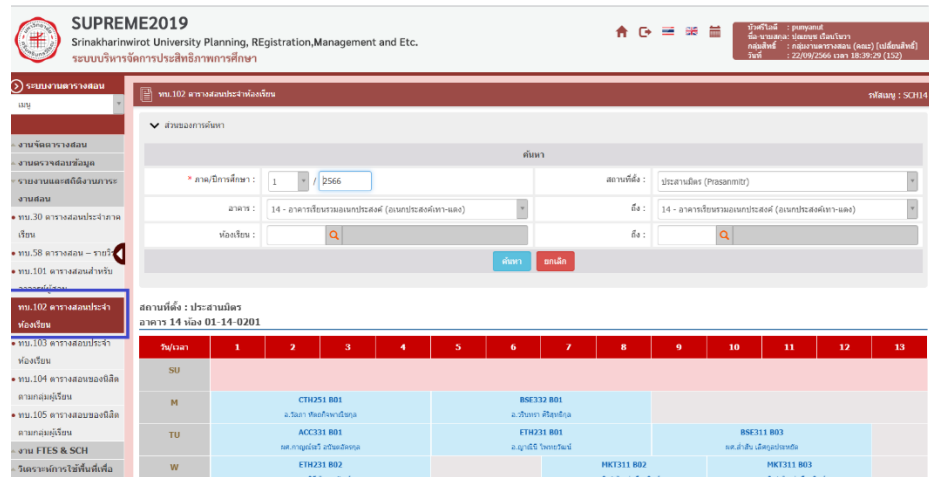 SUPREME2019
Srinakharinwirot University Planning, REgistration,Management and Etc.
ระบบบริหารจัดการประสิทธิภาพการศึกษา
บัวศรีไอดี : punyanut
ชื่อ-นามสกุล:
กลุ่มสิทธิ์ : กลุ่มงานตารางสอน (คณะ) [เปลี่ยนสิทธิ์]
วันที่ : 22/09/2566 เวลา 18:39:29 (152)
ระบบงานตารางสอน
เมนู
งานจัดตารางสอน
งานตรวจสอบข้อมูล
รายงานและสถิติงานภาระ
งานสอน
ทบ.30 ตารางสอนประจำภาค
เรียน
ทบ.58 ตารางสอน –
ทบ.101 ตารางสอนสำหรับ
ทบ.102 ตารางสอนประจำ
ห้องเรียน
ทบ.103 ตารางสอนประจำ
ห้องเรียน
ทบ.104 ตารางสอนของนิสิต
ตามกลุ่มผู้เรียน
ทบ.105 ตารางสอบของนิสิต
ตามกลุ่มผู้เรียน
งาน FTES & SCH
วิเคราะห์การใช้พื้นที่เพื่อ
ทบ.102 ตารางสอนประจำห้องเรียน
รหัสเมนู : SCH14
ส่วนของการค้นหา
ค้นหา
* ภาค/ปีการศึกษา : 1 / 2566
สถานที่ตั้ง : ประสานมิตร (Prasanmitr)
อาคาร : 14 - อาคารเรียนรวมอเนกประสงค์ (อเนกประสงค์เทา-แดง)
ถึง : 14 - อาคารเรียนรวมอเนกประสงค์ (อเนกประสงค์เทา-แดง)
ห้องเรียน :
ถึง :
ค้นหา ยกเลิก
สถานที่ตั้ง : ประสานมิตร
อาคาร 14 ห้อง 01-14-0201
วัน/เวลา 1 2 3 4 5 6 7 8 9 10 11 12 13
SU
M CTH251 B01 BSE332 B01
TU ACC331 B01 ETH231 B01 BSE311 B03
W ETH231 B02 MKT311 B02 MKT311 B03